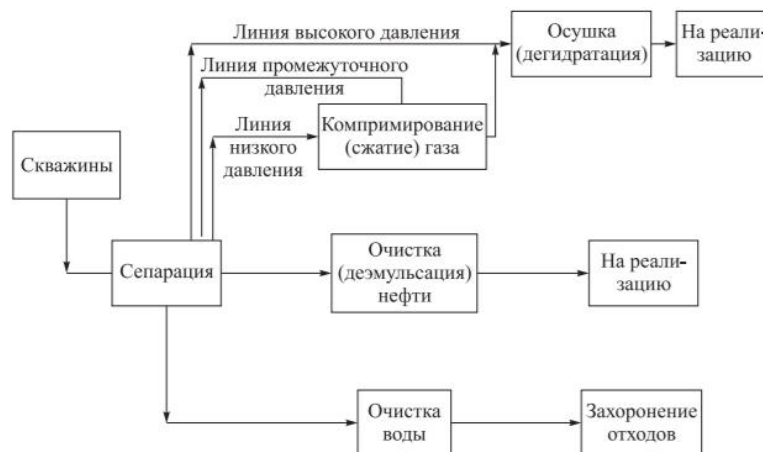 Линия высокого давления
Осушка
(дегидратация)
На реали-
зацию
Линия промежуточного
давления
Линия
низкого
давления
Компримирование
(сжатие) газа
Скважины
Сепарация
Очистка
(деэмульсация)
нефти
На реали-
зацию
Очистка
воды
Захоронение
отходов